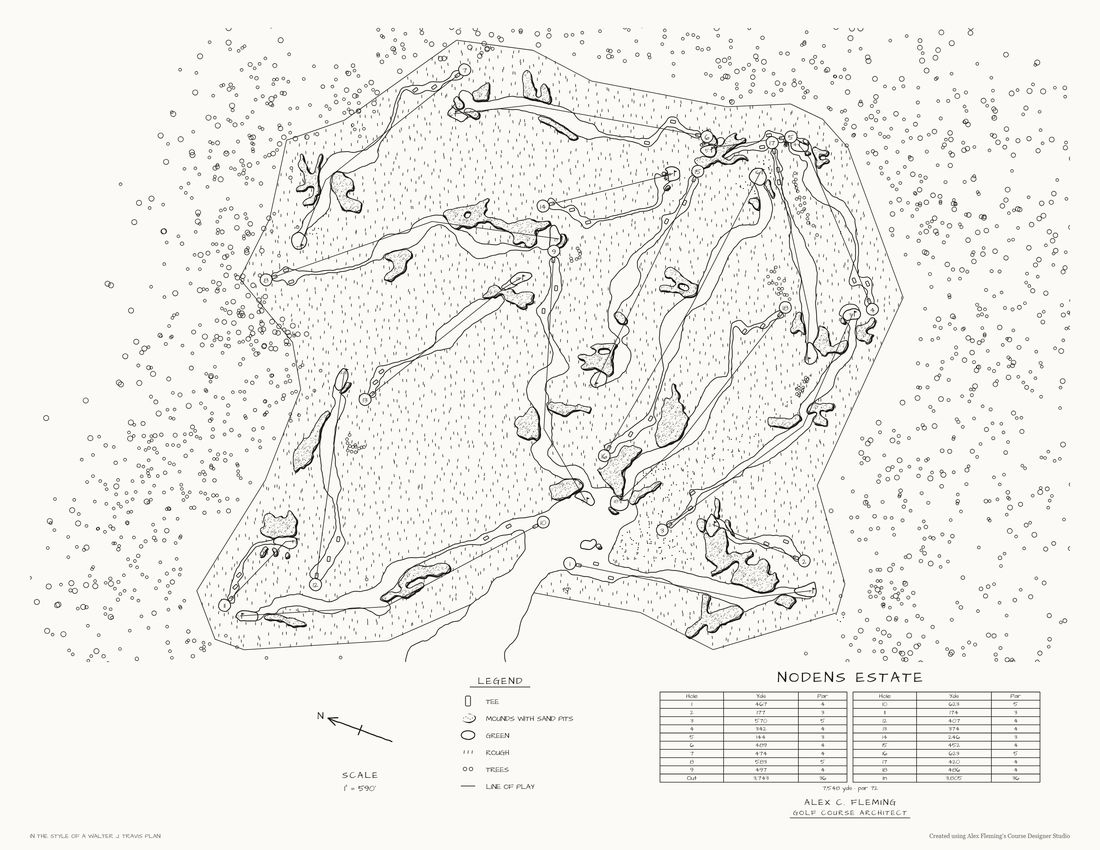 NODENS ESTATE
LEGEND
TEE
MOUNDS WITH SAND PITS
GREEN
ROUGH
TREES
LINE OF PLAY
N
SCALE
1" = 590'
Hole Yds Par
1 467 4
2 177 3
3 570 5
4 342 4
5 144 3
6 489 4
7 474 4
8 583 5
9 497 4
Out 3,743 36
Hole Yds Par
10 623 5
11 174 3
12 407 4
13 374 4
14 246 3
15 452 4
16 623 5
17 420 4
18 486 4
In 3,805 36
7,548 yds · par 72
ALEX C. FLEMING
GOLF COURSE ARCHITECT
IN THE STYLE OF A WALTER J TRAVIS PLAN
Created using Alex Fleming's Course Designer Studio